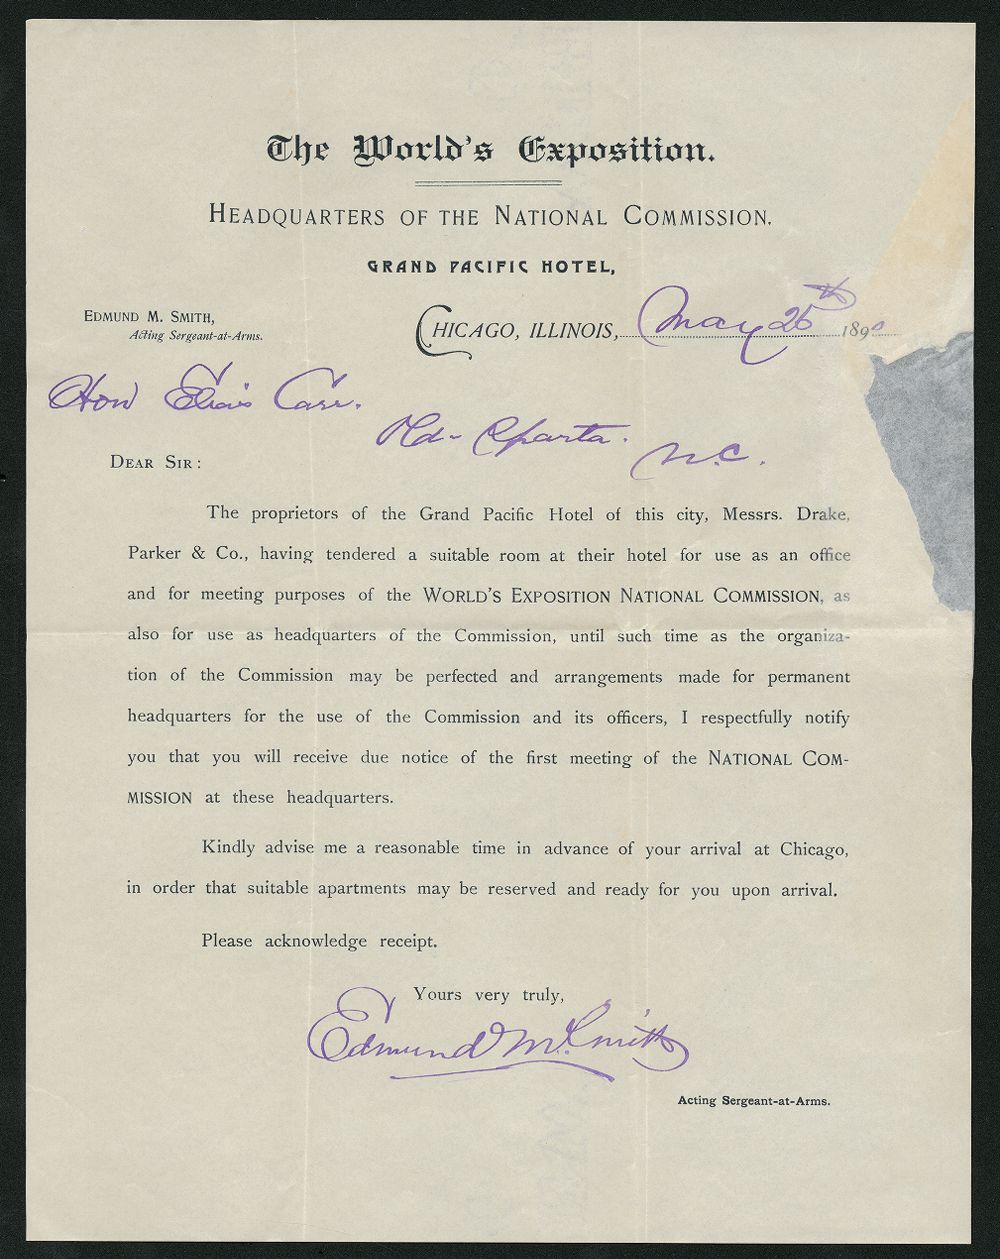 The World's Exposition.
HEADQUARTERS OF THE NATIONAL COMMISSION.
GRAND PACIFIC HOTEL,
EDMUND M. SMITH,
Acting Sergeant-at-Arms.
CHICAGO, ILLINOIS, May 26th 1890
Hon Elias Carr.
Old-Sparta.
N.C.
DEAR SIR:
The proprietors of the Grand Pacific Hotel of this city, Messrs. Drake,
Parker & Co., having tendered a suitable room at their hotel for use as an office
and for meeting purposes of the WORLD'S EXPOSITION NATIONAL COMMISSION, as
also for use as headquarters of the Commission, until such time as the organiza-
tion of the Commission may be perfected and arrangements made for permanent
headquarters for the use of the Commission and its officers, I respectfully notify
you that you will receive due notice of the first meeting of the NATIONAL COM-
MISSION at these headquarters.
Kindly advise me a reasonable time in advance of your arrival at Chicago,
in order that suitable apartments may be reserved and ready for you upon arrival.
Please acknowledge receipt.
Yours very truly,
Edmund M. Smith
Acting Sergeant-at-Arms.